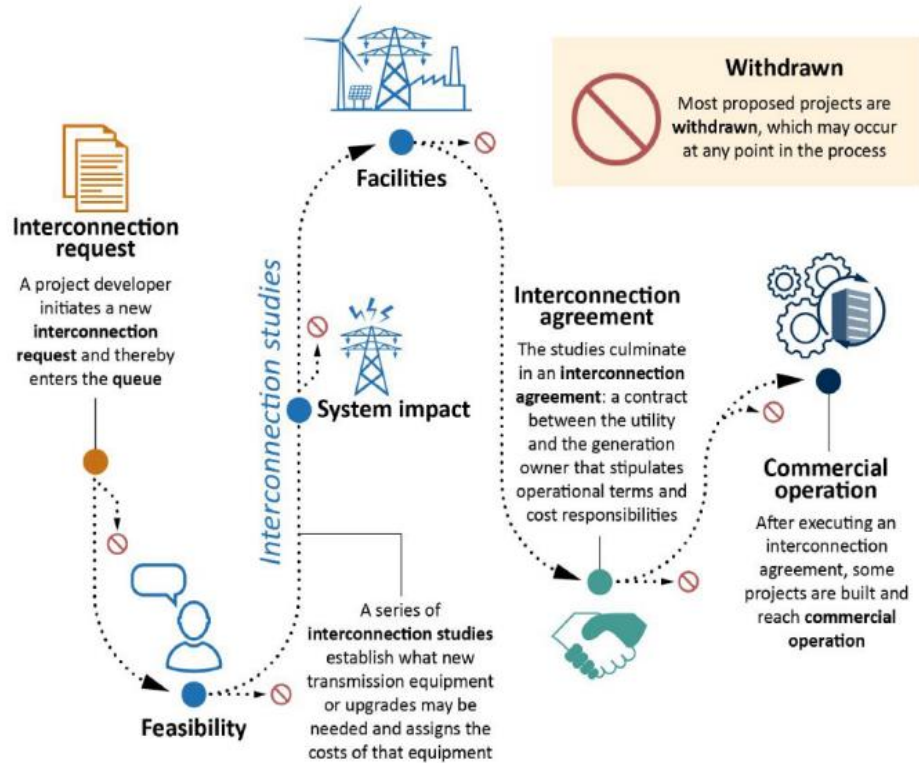 Withdrawn
Most proposed projects are
withdrawn, which may occur
at any point in the process
Interconnection
request
A project developer
initiates a new
interconnection
request and thereby
enters the queue
Feasibility
Interconnection studies
A series of
interconnection studies
establish what new
transmission equipment
or upgrades may be
needed and assigns the
costs of that equipment
System impact
Facilities
Interconnection
agreement
The studies culminate
in an interconnection
agreement: a contract
between the utility
and the generation
owner that stipulates
operational terms and
cost responsibilities
Commercial
operation
After executing an
interconnection
agreement, some
projects are built and
reach commercial
operation